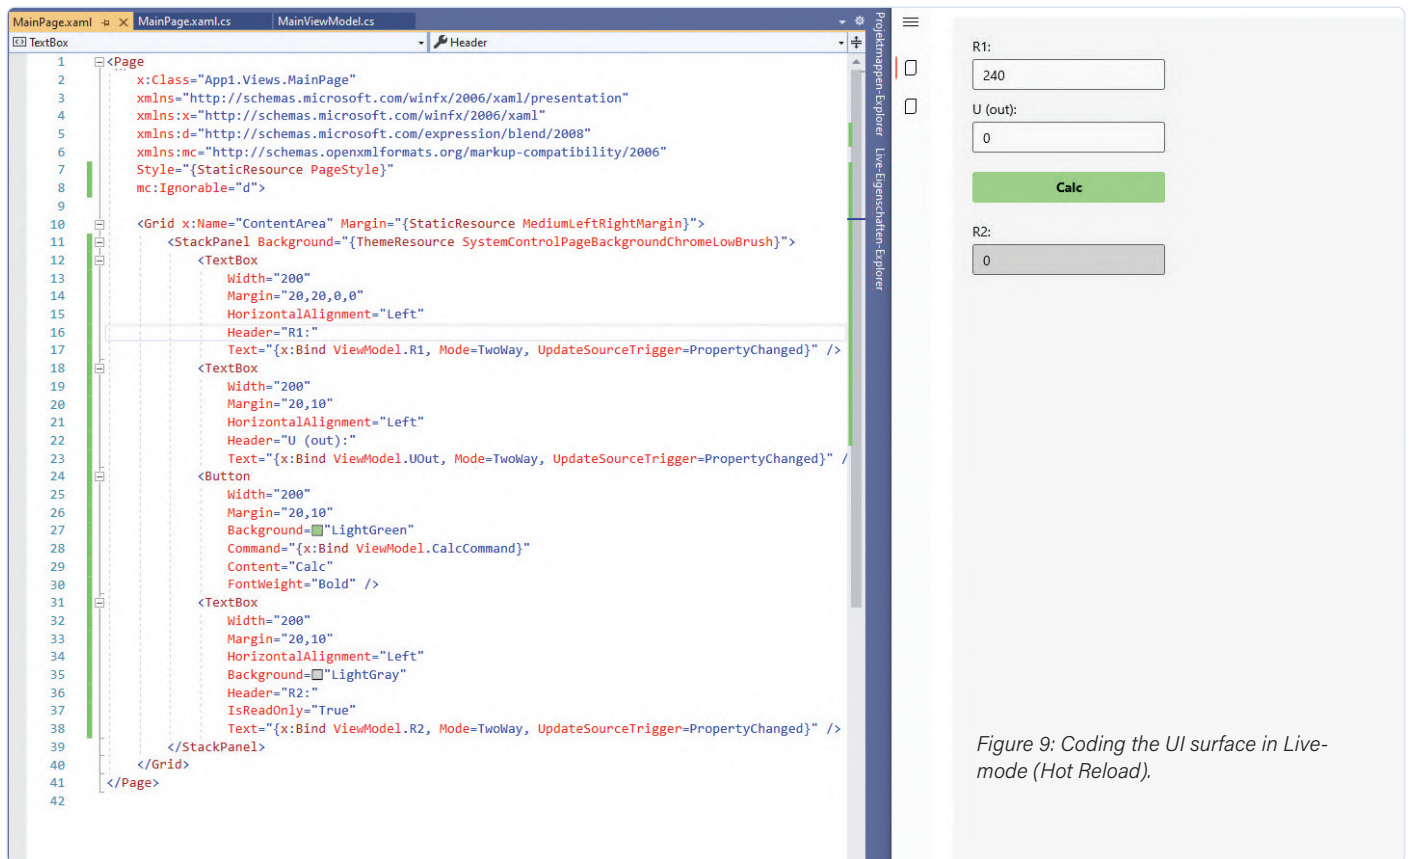 MainPage.xaml
MainPage.xaml.cs
MainViewModel.cs
TextBox
Header
1 <Page
2 x:Class="App1.Views.MainPage"
3 xmlns="http://schemas.microsoft.com/winfx/2006/xaml/presentation"
4 xmlns:x="http://schemas.microsoft.com/winfx/2006/xaml"
5 xmlns:d="http://schemas.microsoft.com/expression/blend/2008"
6 xmlns:mc="http://schemas.openxmlformats.org/markup-compatibility/2006"
7 Style="{StaticResource PageStyle}"
8 mc:Ignorable="d">
9
10 <Grid x:Name="ContentArea" Margin="{StaticResource MediumLeftRightMargin}">
11 <StackPanel Background="{ThemeResource SystemControlPageBackgroundChromeLowBrush}">
12 <TextBox
13 Width="200"
14 Margin="20,20,0,0"
15 HorizontalAlignment="Left"
16 Header="R1:"
17 Text="{x:Bind ViewModel.R1, Mode=TwoWay, UpdateSourceTrigger=PropertyChanged}" />
18 <TextBox
19 Width="200"
20 Margin="20,10"
21 HorizontalAlignment="Left"
22 Header="U (out):"
23 Text="{x:Bind ViewModel.UOut, Mode=TwoWay, UpdateSourceTrigger=PropertyChanged}" /
24 <Button
25 Width="200"
26 Margin="20,10"
27 Background="LightGreen"
28 Command="{x:Bind ViewModel.CalcCommand}"
29 Content="Calc"
30 FontWeight="Bold" />
31 <TextBox
32 Width="200"
33 Margin="20,10"
34 HorizontalAlignment="Left"
35 Background="LightGray"
36 Header="R2:"
37 IsReadOnly="True"
38 Text="{x:Bind ViewModel.R2, Mode=TwoWay, UpdateSourceTrigger=PropertyChanged}" />
39 </StackPanel>
40 </Grid>
41 </Page>
42
Projektmappen-Explorer
Live-Eigenschaften-Explorer
R1:
240
U (out):
0
Calc
R2:
0
Figure 9: Coding the UI surface in Live-
mode (Hot Reload).